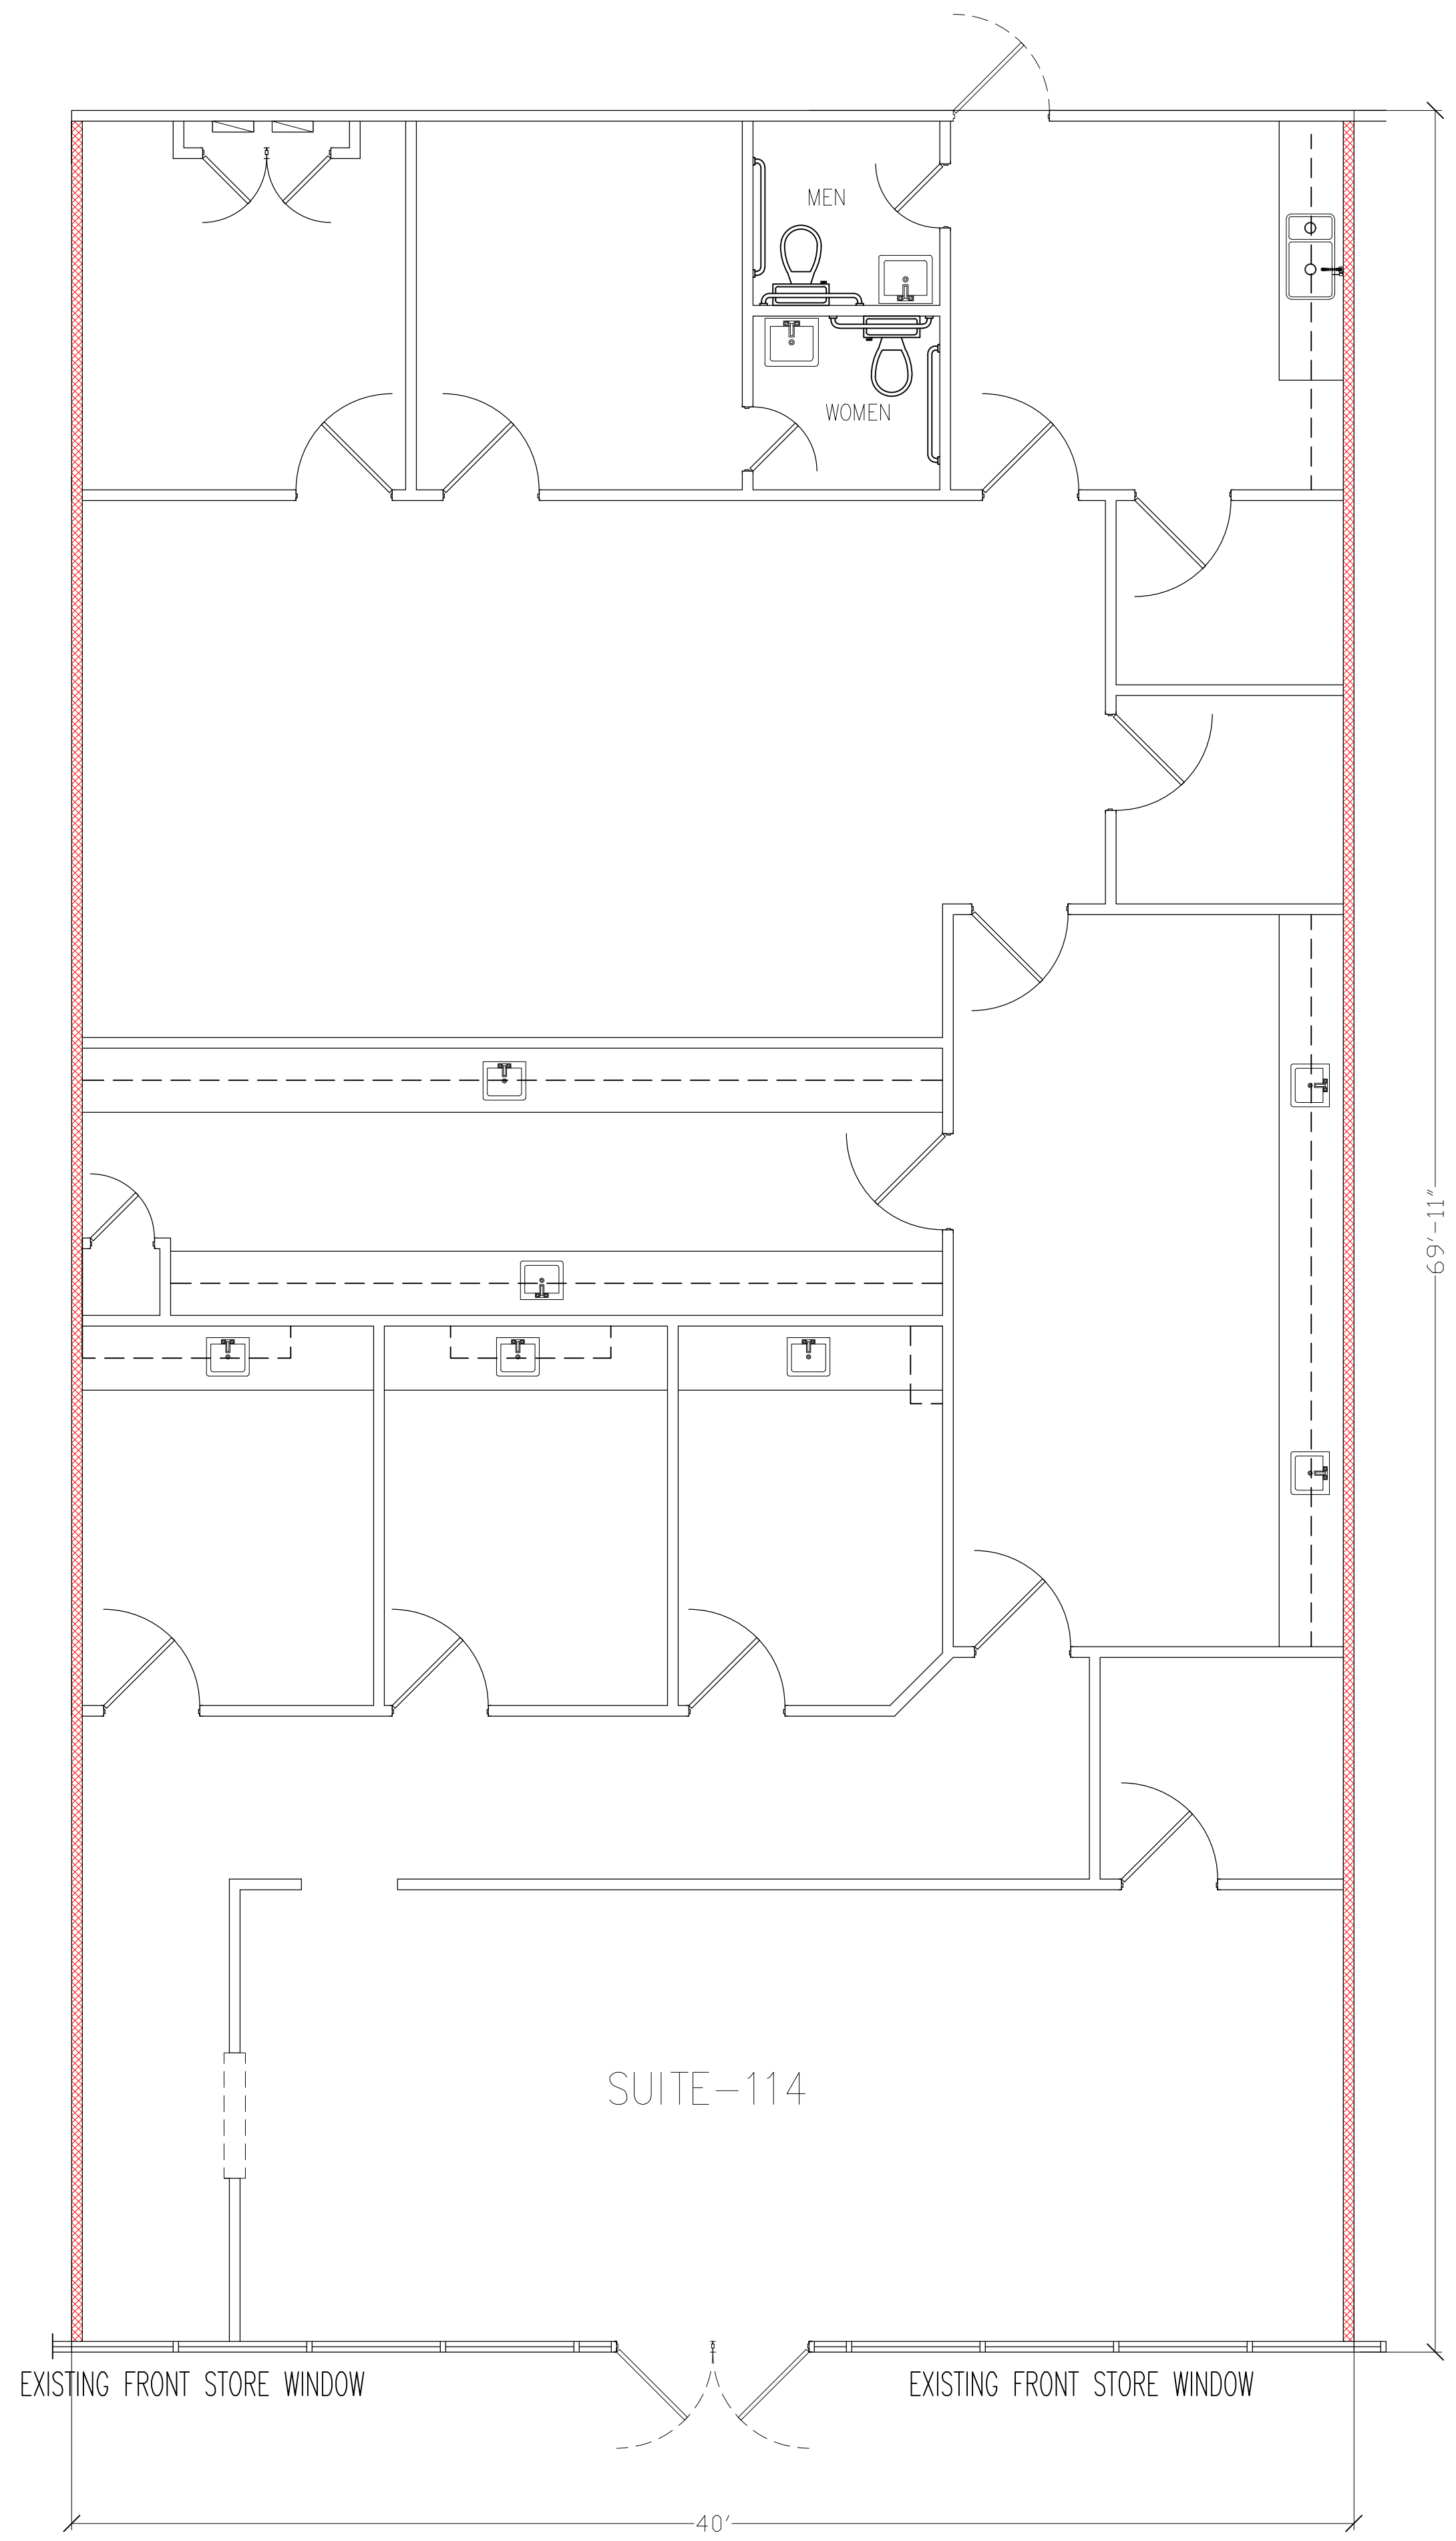 MEN
WOMEN
69'-11"
SUITE-114
EXISTING FRONT STORE WINDOW
EXISTING FRONT STORE WINDOW
40'